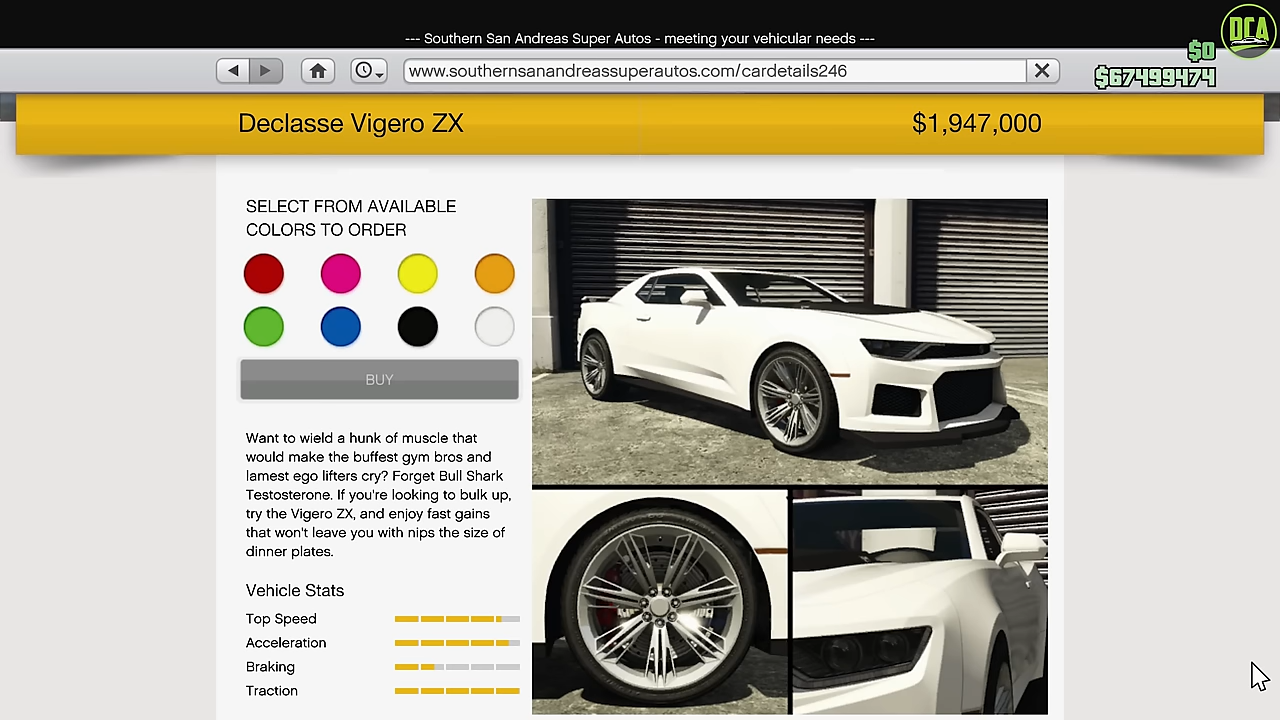 --- Southern San Andreas Super Autos - meeting your vehicular needs ---
DCA
$0
www.southernsanandreassuperautos.com/cardetails246
$67499474
Declasse Vigero ZX
$1,947,000
SELECT FROM AVAILABLE
COLORS TO ORDER
BUY
Want to wield a hunk of muscle that
would make the buffest gym bros and
lamest ego lifters cry? Forget Bull Shark
Testosterone. If you're looking to bulk up,
try the Vigero ZX, and enjoy fast gains
that won't leave you with nips the size of
dinner plates.
Vehicle Stats
Top Speed
Acceleration
Braking
Traction